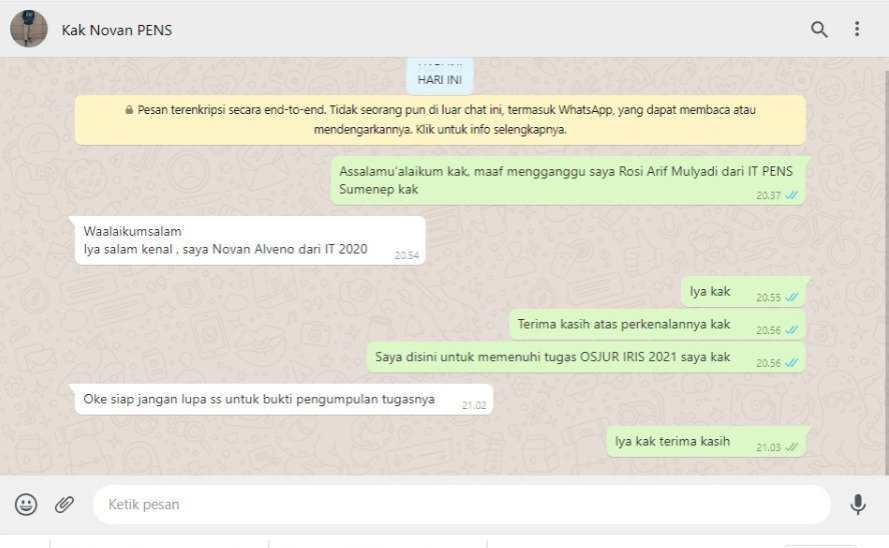 Kak Novan PENS
HARI INI
Pesan terenkripsi secara end-to-end. Tidak seorang pun di luar chat ini, termasuk WhatsApp, yang dapat membaca atau
mendengarkannya. Klik untuk info selengkapnya.
Assalamu'alaikum kak, maaf mengganggu saya Rosi Arif Mulyadi dari IT PENS
Sumenep kak
20.37
Waalaikumsalam
Iya salam kenal , saya Novan Alveno dari IT 2020
20.54
Iya kak
20.55
Terima kasih atas perkenalannya kak
20.56
Saya disini untuk memenuhi tugas OSJUR IRIS 2021 saya kak
20.56
Oke siap jangan lupa ss untuk bukti pengumpulan tugasnya
21.02
Iya kak terima kasih
21.03
Ketik pesan